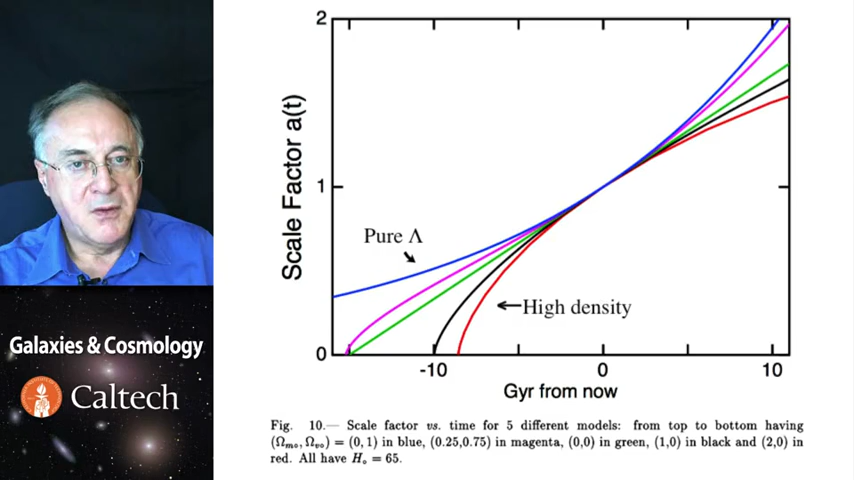 2
Scale Factor a(t)
1
Pure Λ
High density
0
-10
0
10
Gyr from now
Galaxies & Cosmology
Caltech
Fig. 10.— Scale factor vs. time for 5 different models: from top to bottom having
(Ωmₒ, Ωvₒ) = (0, 1) in blue, (0.25,0.75) in magenta, (0,0) in green, (1,0) in black and (2,0) in
red. All have Hₒ = 65.